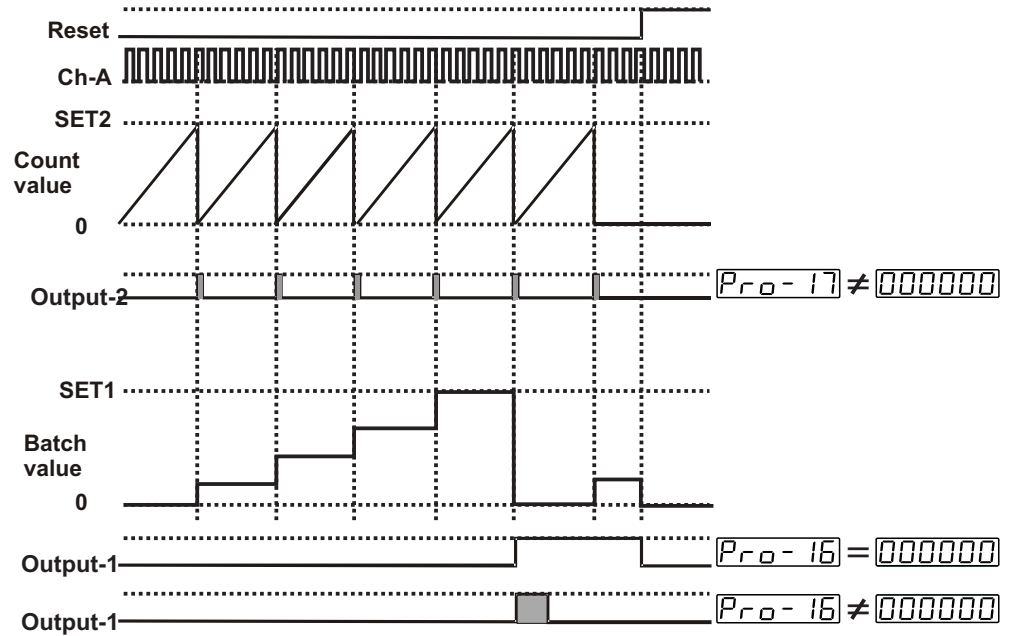 Reset
Ch-A
SET2
Count
value
0
Output-2 Pro-17 ≠ 000000
SET1
Batch
value
0
Output-1 Pro-16 = 000000
Output-1 Pro-16 ≠ 000000